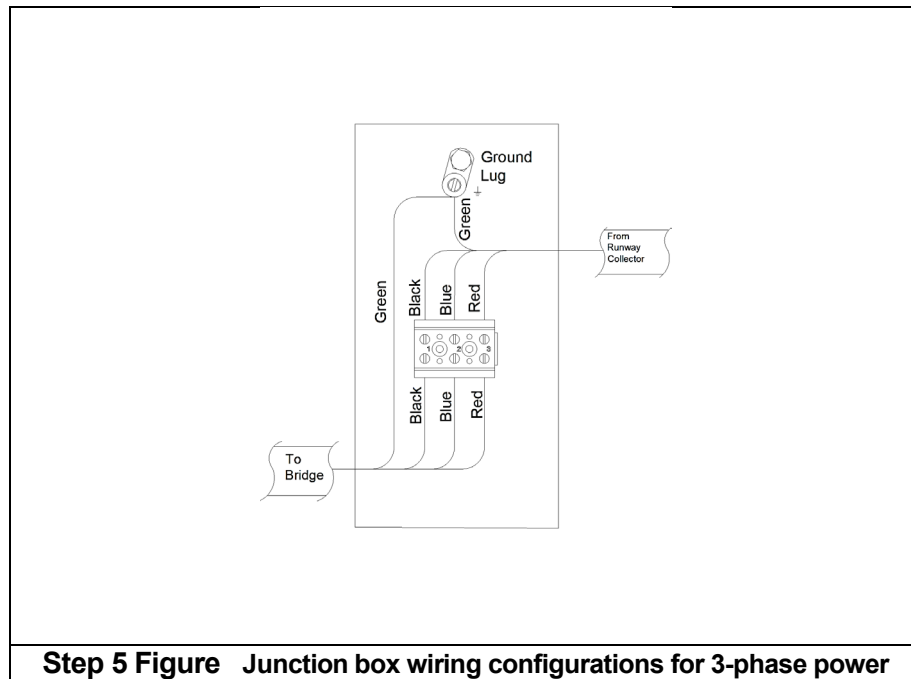 Ground
Lug
Green
From
Runway
Collector
Green
Black
Blue
Red
1 2 3
Black
Blue
Red
To
Bridge
Step 5 Figure Junction box wiring configurations for 3-phase power